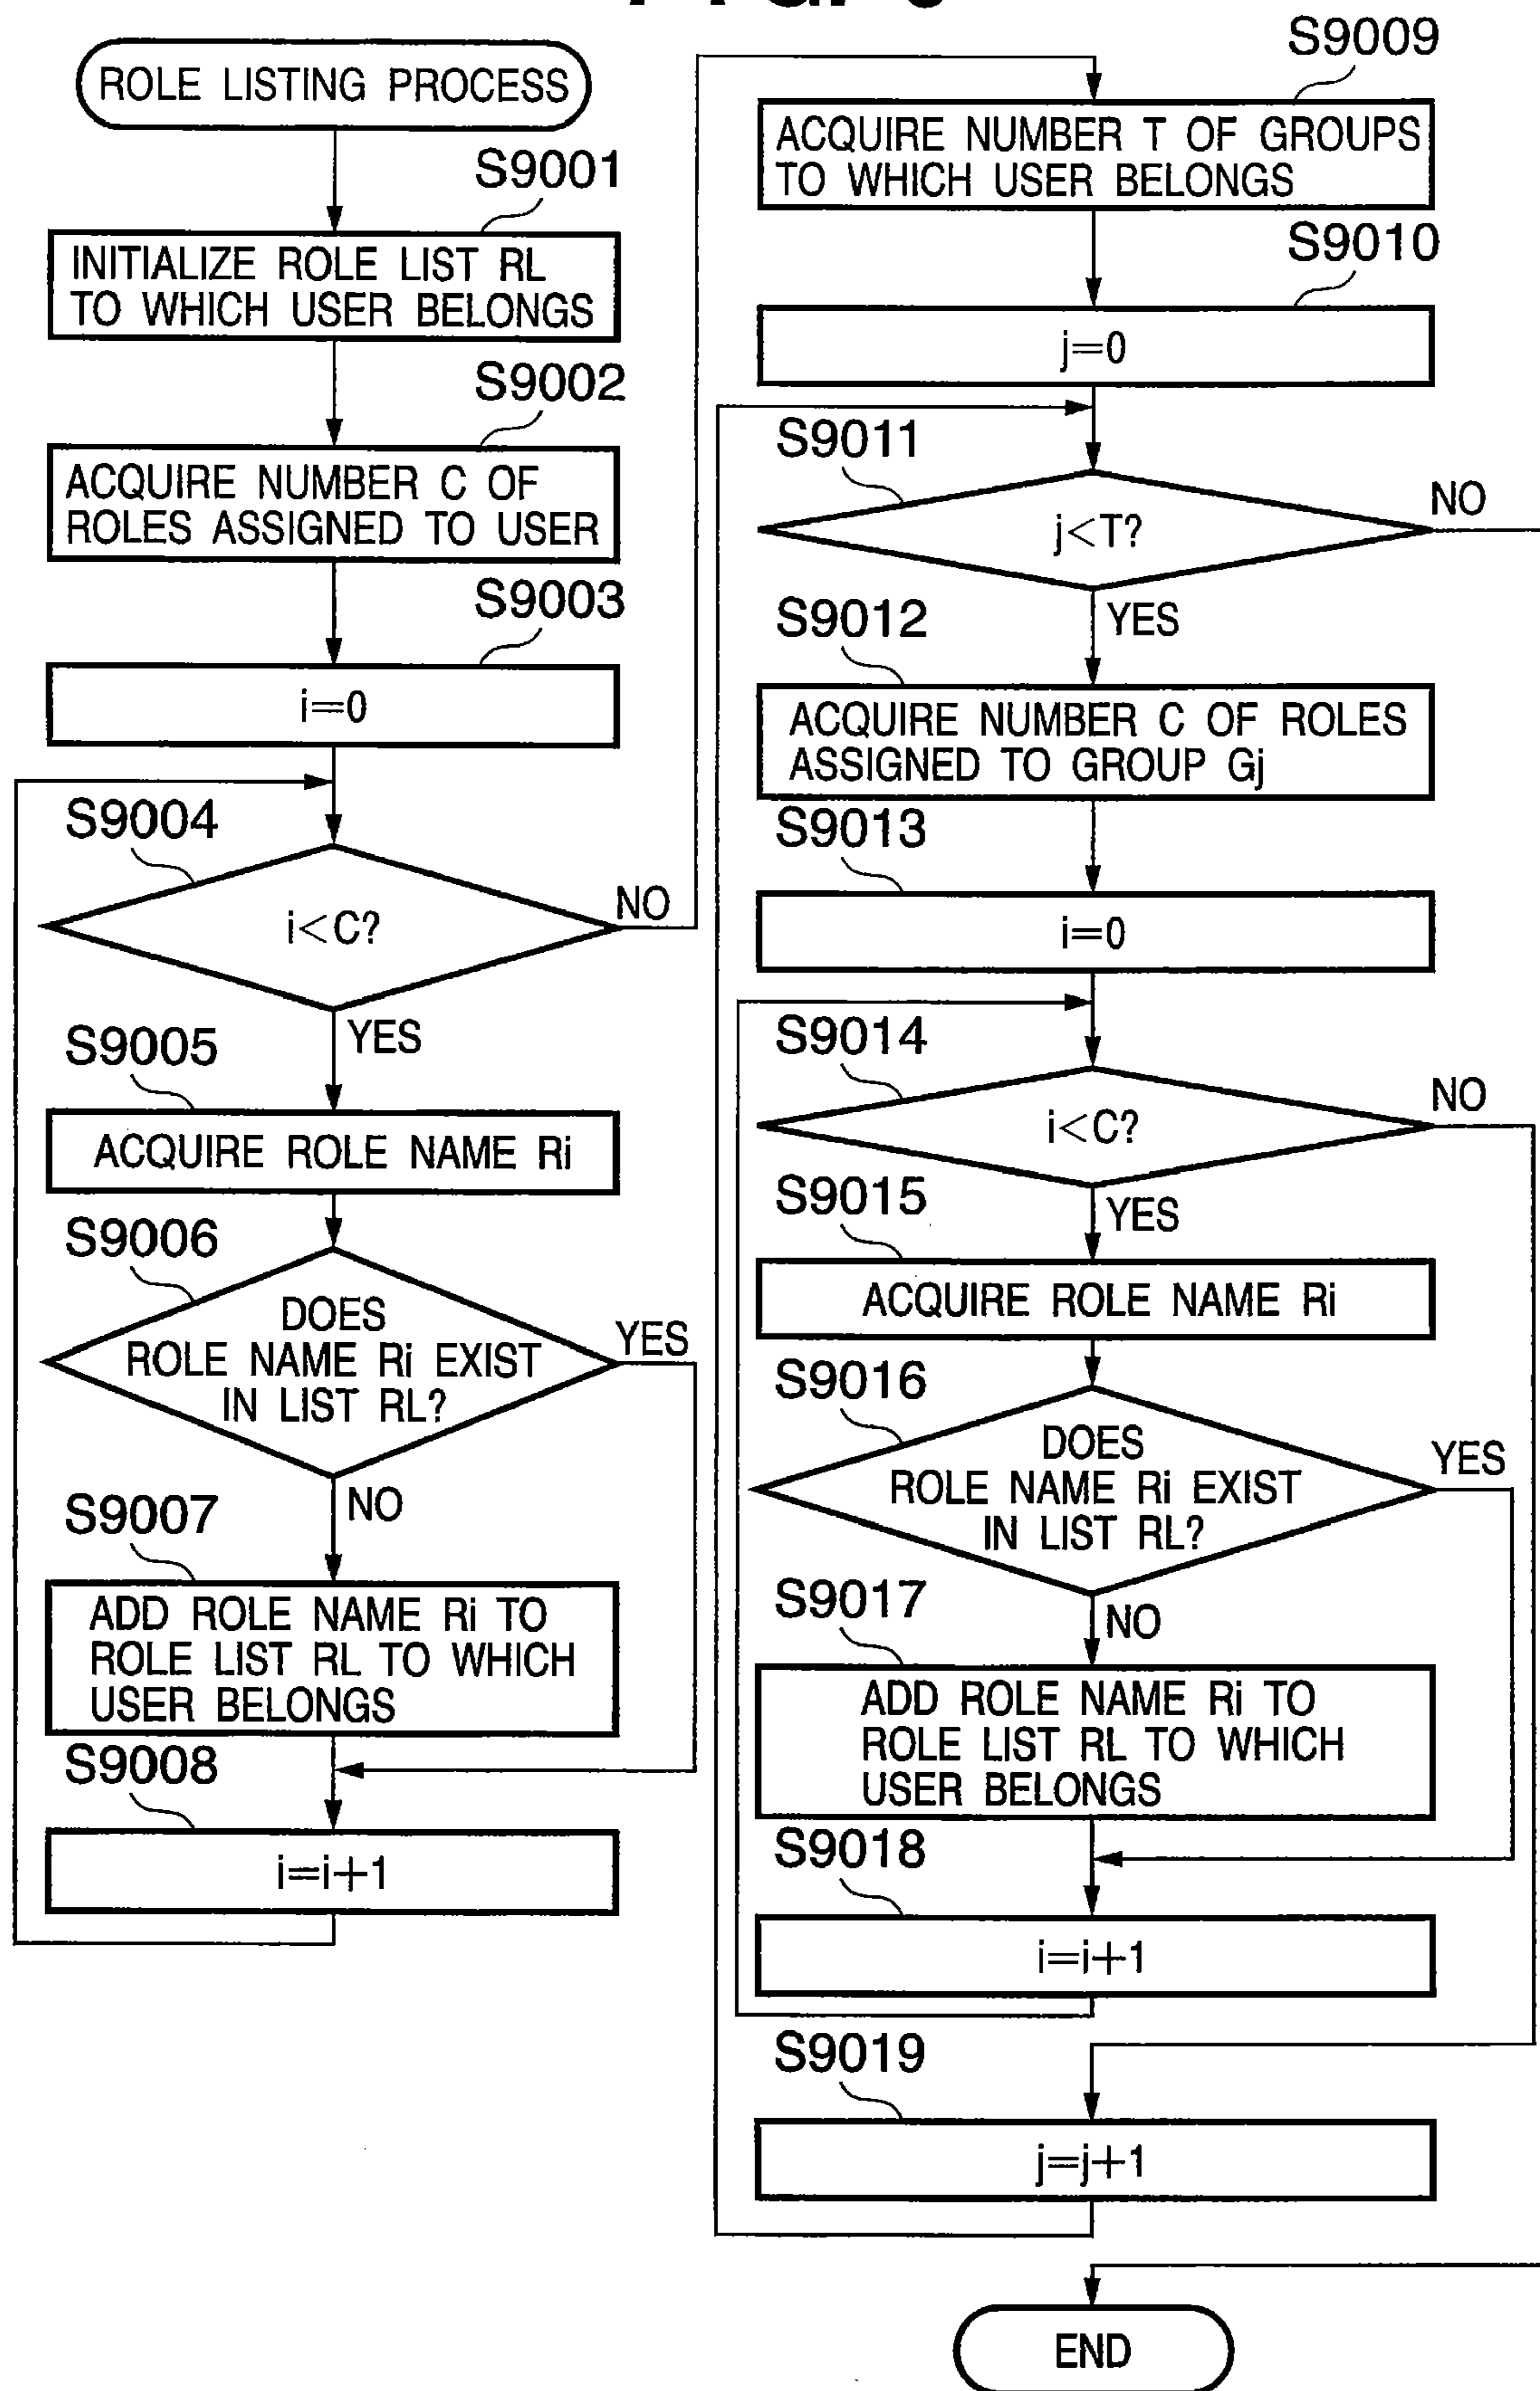 ROLE LISTING PROCESS
S9001
INITIALIZE ROLE LIST RL
TO WHICH USER BELONGS
S9002
ACQUIRE NUMBER C OF
ROLES ASSIGNED TO USER
S9003
i=0
S9004
i<C?
NO
YES
S9005
ACQUIRE ROLE NAME Ri
S9006
DOES
ROLE NAME Ri EXIST
IN LIST RL?
YES
NO
S9007
ADD ROLE NAME Ri TO
ROLE LIST RL TO WHICH
USER BELONGS
S9008
i=i+1
S9009
ACQUIRE NUMBER T OF GROUPS
TO WHICH USER BELONGS
S9010
j=0
S9011
j<T?
NO
YES
S9012
ACQUIRE NUMBER C OF ROLES
ASSIGNED TO GROUP Gj
S9013
i=0
S9014
i<C?
NO
YES
S9015
ACQUIRE ROLE NAME Ri
S9016
DOES
ROLE NAME Ri EXIST
IN LIST RL?
YES
NO
S9017
ADD ROLE NAME Ri TO
ROLE LIST RL TO WHICH
USER BELONGS
S9018
i=i+1
S9019
j=j+1
END